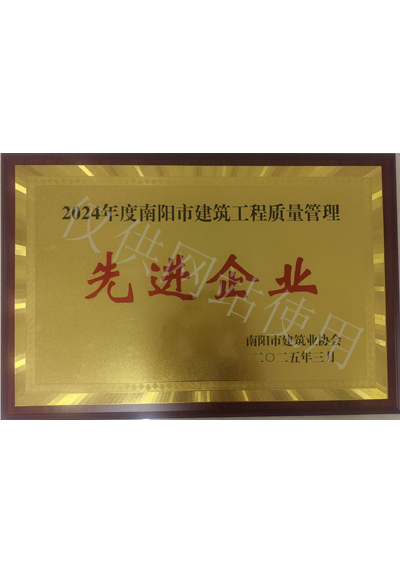 2024年度南阳市建筑工程质量管理
先进企业
南阳市建筑业协会
二〇二五年三月
仅供网站使用